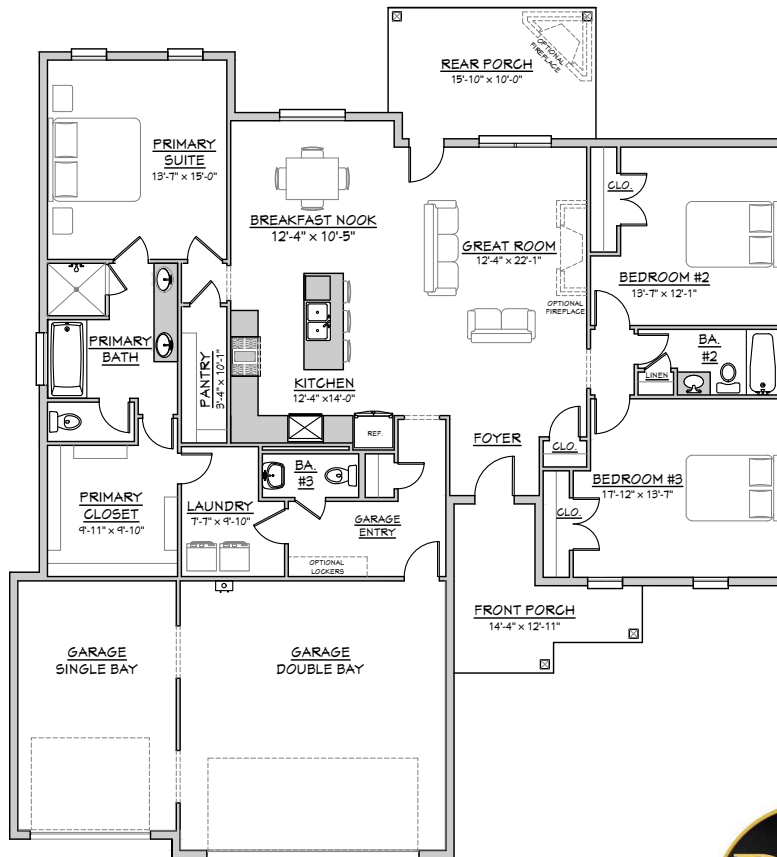 REAR PORCH
15'-10" x 10'-0"
OPTIONAL
FIREPLACE
PRIMARY
SUITE
13'-7" x 15'-0"
BREAKFAST NOOK
12'-4" x 10'-5"
GREAT ROOM
12'-4" x 22'-1"
OPTIONAL
FIREPLACE
CLO.
BEDROOM #2
13'-7" x 12'-1"
PRIMARY
BATH
PANTRY
3'-4" x 10'-1"
KITCHEN
12'-4" x 14'-0"
REF.
BA.
#2
LINEN
FOYER
CLO.
BEDROOM #3
17'-12" x 13'-7"
CLO.
PRIMARY
CLOSET
9'-11" x 9'-10"
LAUNDRY
7'-7" x 9'-10"
BA.
#3
GARAGE
ENTRY
OPTIONAL
LOCKERS
FRONT PORCH
14'-4" x 12'-11"
GARAGE
SINGLE BAY
GARAGE
DOUBLE BAY